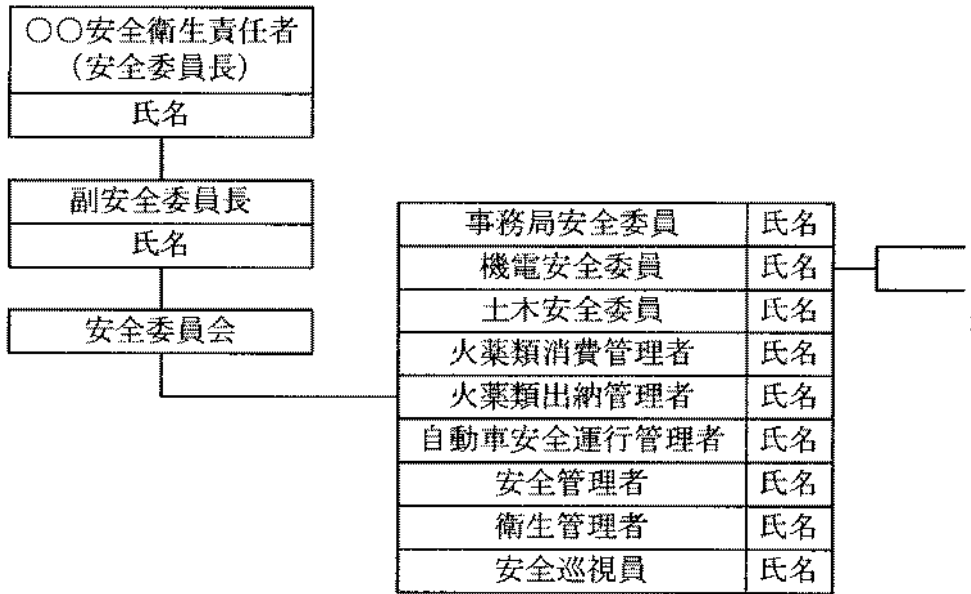 ○○安全衛生責任者
(安全委員長)
氏名
副安全委員長
氏名
安全委員会
事務局安全委員 氏名
機電安全委員 氏名
土木安全委員 氏名
火薬類消費管理者 氏名
火薬類出納管理者 氏名
自動車安全運行管理者 氏名
安全管理者 氏名
衛生管理者 氏名
安全巡視員 氏名